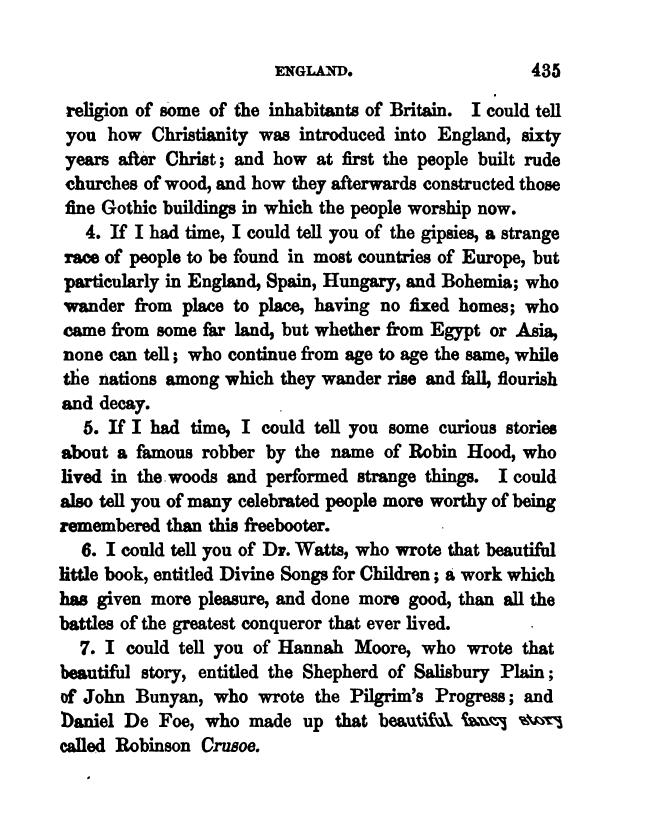 ENGLAND. 435
religion of some of the inhabitants of Britain. I could tell
you how Christianity was introduced into England, sixty
years after Christ; and how at first the people built rude
churches of wood, and how they afterwards constructed those
fine Gothic buildings in which the people worship now.
4. If I had time, I could tell you of the gipsies, a strange
race of people to be found in most countries of Europe, but
particularly in England, Spain, Hungary, and Bohemia; who
wander from place to place, having no fixed homes; who
came from some far land, but whether from Egypt or Asia,
none can tell; who continue from age to age the same, while
the nations among which they wander rise and fall, flourish
and decay.
5. If I had time, I could tell you some curious stories
about a famous robber by the name of Robin Hood, who
lived in the woods and performed strange things. I could
also tell you of many celebrated people more worthy of being
remembered than this freebooter.
6. I could tell you of Dr. Watts, who wrote that beautiful
little book, entitled Divine Songs for Children; a work which
has given more pleasure, and done more good, than all the
battles of the greatest conqueror that ever lived.
7. I could tell you of Hannah Moore, who wrote that
beautiful story, entitled the Shepherd of Salisbury Plain;
of John Bunyan, who wrote the Pilgrim's Progress; and
Daniel De Foe, who made up that beautiful fancy story
called Robinson Crusoe.